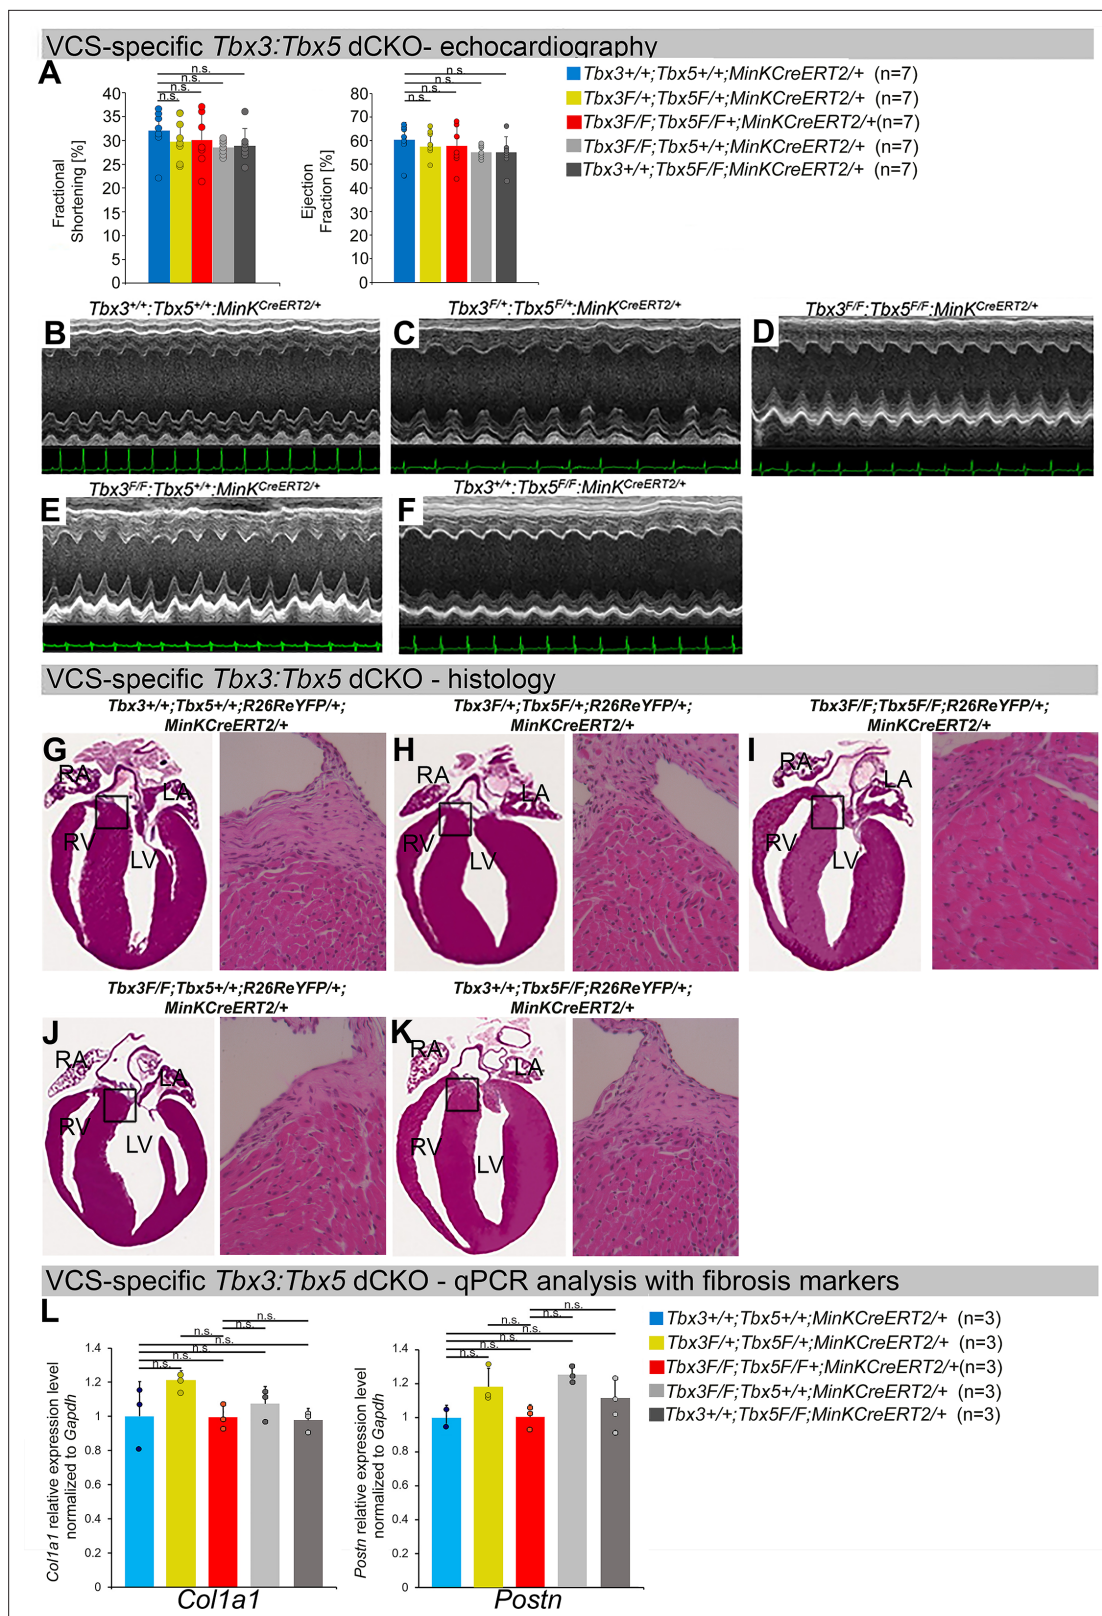 VCS-specific Tbx3:Tbx5 dCKO- echocardiography
A
n.s.
n.s.
n.s.
n.s.
Fractional
Shortening [%]
40
35
30
25
20
15
10
5
0
n.s
n.s.
n.s.
n.s.
Ejection
Fraction [%]
80
70
60
50
40
30
20
10
0
Tbx3+/+;Tbx5+/+;MinKCreERT2/+ (n=7)
Tbx3F/+;Tbx5F/+;MinKCreERT2/+ (n=7)
Tbx3F/F;Tbx5F/F+;MinKCreERT2/+(n=7)
Tbx3F/F;Tbx5+/+;MinKCreERT2/+ (n=7)
Tbx3+/+;Tbx5F/F;MinKCreERT2/+ (n=7)
Tbx3+/+:Tbx5+/+:MinKCreERT2/+
B
Tbx3F/+:Tbx5F/+:MinKCreERT2/+
C
Tbx3F/F:Tbx5F/F:MinKCreERT2/+
D
Tbx3F/F:Tbx5+/+:MinKCreERT2/+
E
Tbx3+/+:Tbx5F/F:MinKCreERT2/+
F
VCS-specific Tbx3:Tbx5 dCKO - histology
Tbx3+/+;Tbx5+/+;R26ReYFP/+;
MinKCreERT2/+
G
RA
LA
RV
LV
Tbx3F/+;Tbx5F/+;R26ReYFP/+;
MinKCreERT2/+
H
RA
LA
RV
LV
Tbx3F/F;Tbx5F/F;R26ReYFP/+;
MinKCreERT2/+
I
RA
LA
RV
LV
Tbx3F/F;Tbx5+/+;R26ReYFP/+;
MinKCreERT2/+
J
RA
LA
RV
LV
Tbx3+/+;Tbx5F/F;R26ReYFP/+;
MinKCreERT2/+
K
RA
LA
RV
LV
VCS-specific Tbx3:Tbx5 dCKO - qPCR analysis with fibrosis markers
L
n.s.
n.s.
n.s.
n.s.
n.s
n.s.
n.s.
Col1a1 relative expression level
normalized to Gapdh
1.4
1.2
1
0.8
0.6
0.4
0.2
0
Col1a1
n.s.
n.s.
n.s.
n.s.
n.s.
n.s.
n.s.
Postn relative expression level
normalized to Gapdh
1.4
1.2
1
0.8
0.6
0.4
0.2
0
Postn
Tbx3+/+;Tbx5+/+;MinKCreERT2/+ (n=3)
Tbx3F/+;Tbx5F/+;MinKCreERT2/+ (n=3)
Tbx3F/F;Tbx5F/F+;MinKCreERT2/+(n=3)
Tbx3F/F;Tbx5+/+;MinKCreERT2/+ (n=3)
Tbx3+/+;Tbx5F/F;MinKCreERT2/+ (n=3)